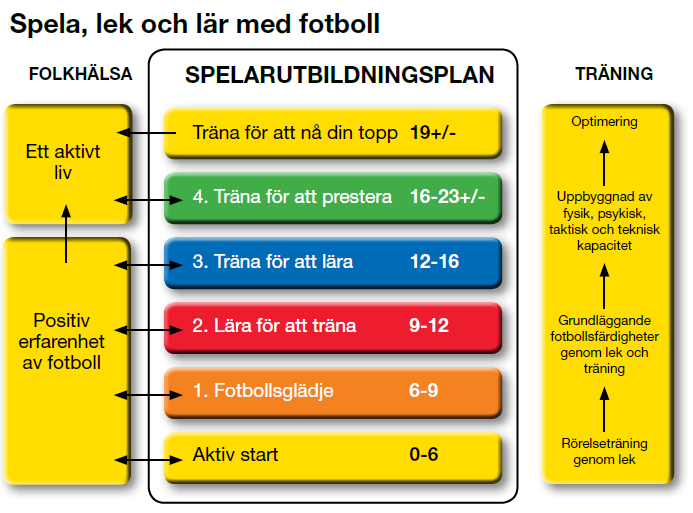 Spela, lek och lär med fotboll
FOLKHÄLSA
SPELARUTBILDNINGSPLAN
TRÄNING
Ett aktivt
liv
Positiv
erfarenhet
av fotboll
Träna för att nå din topp 19+/-
4. Träna för att prestera 16-23+/-
3. Träna för att lära 12-16
2. Lära för att träna 9-12
1. Fotbollsglädje 6-9
Aktiv start 0-6
Optimering
Uppbyggnad av
fysik, psykisk,
taktisk och teknisk
kapacitet
Grundläggande
fotbollsfärdigheter
genom lek och
träning
Rörelseträning
genom lek